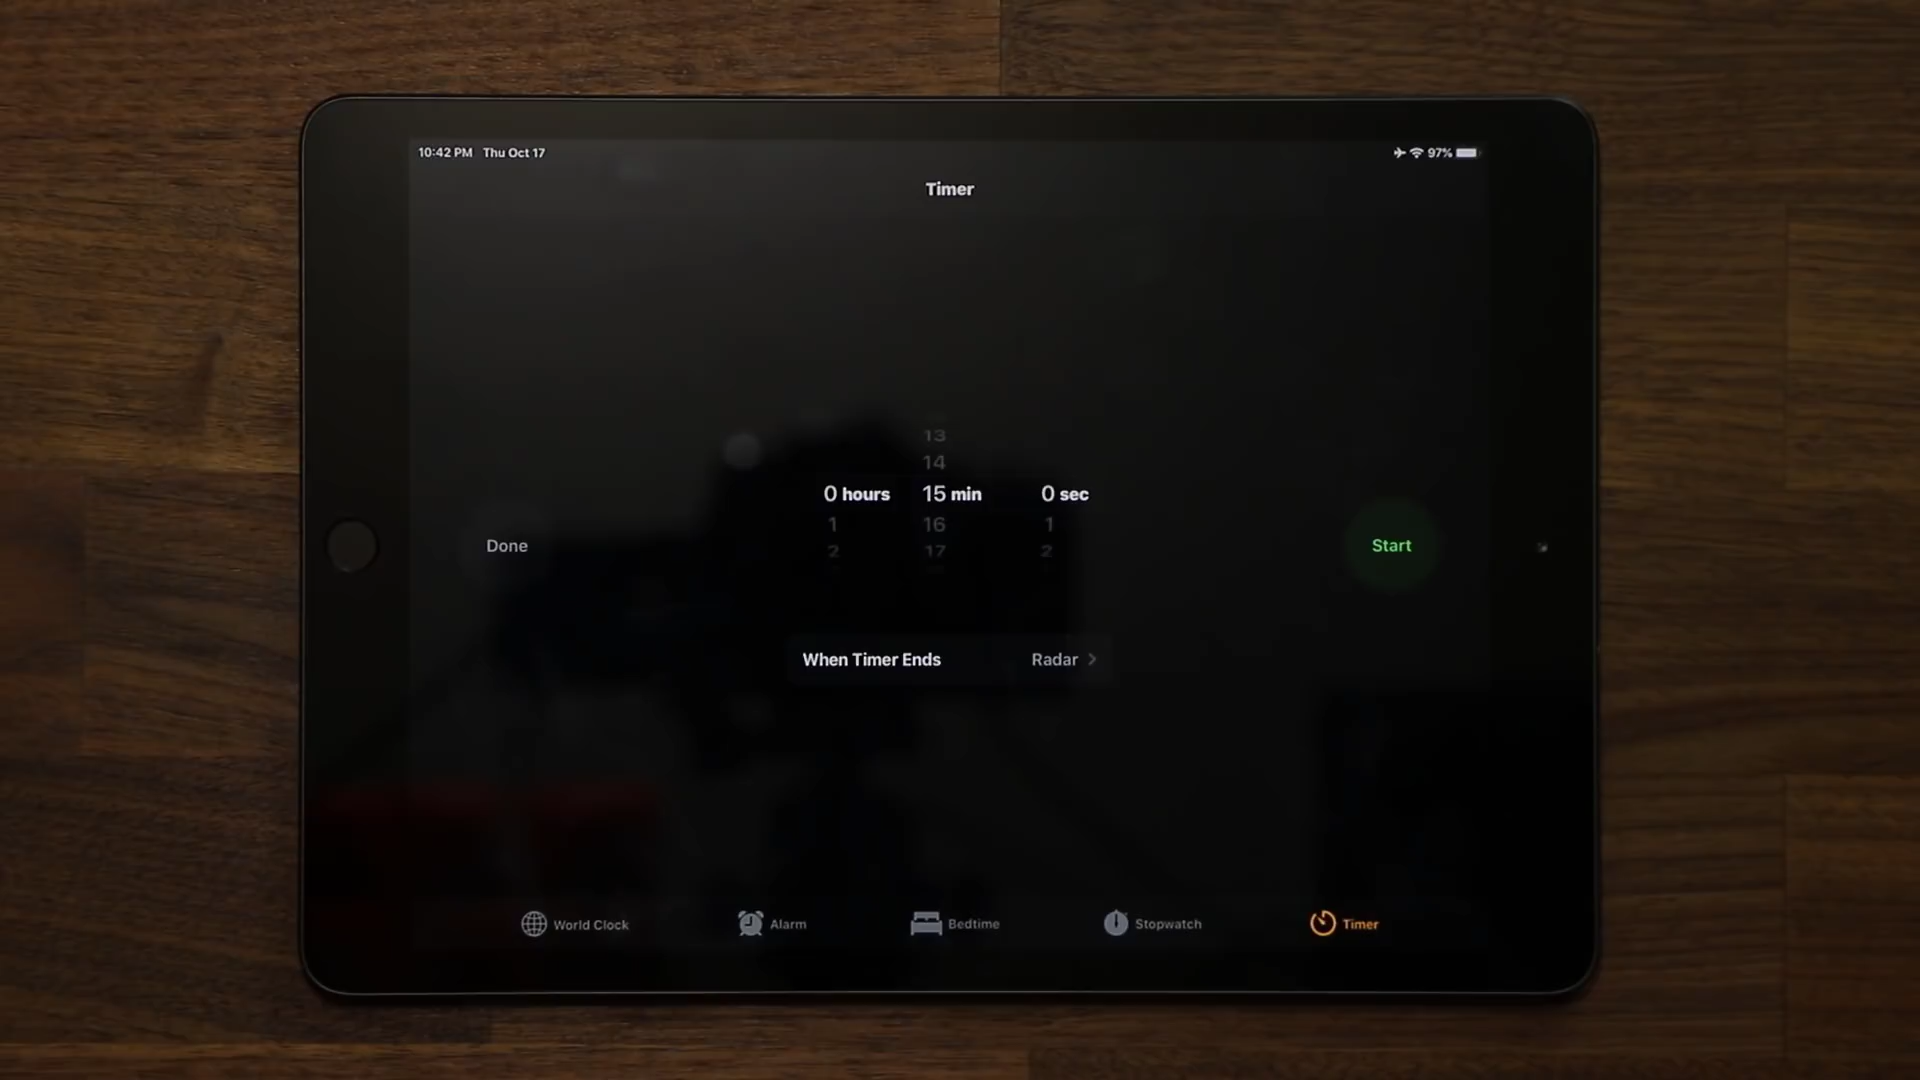 10:42 PM Thu Oct 17
97%
Timer
13
14
0 hours 15 min 0 sec
1 16 1
2 17 2
Done
Start
When Timer Ends Radar
World Clock Alarm Bedtime Stopwatch Timer